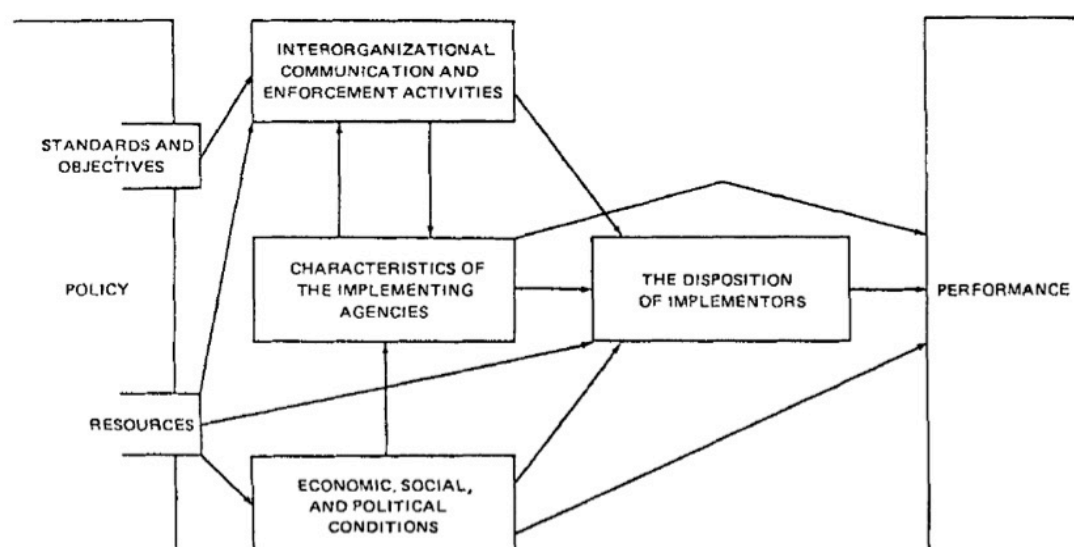 INTERORGANIZATIONAL
COMMUNICATION AND
ENFORCEMENT ACTIVITIES
STANDARDS AND
OBJECTIVES
POLICY
CHARACTERISTICS OF
THE IMPLEMENTING
AGENCIES
THE DISPOSITION
OF IMPLEMENTORS
PERFORMANCE
RESOURCES
ECONOMIC, SOCIAL,
AND POLITICAL
CONDITIONS